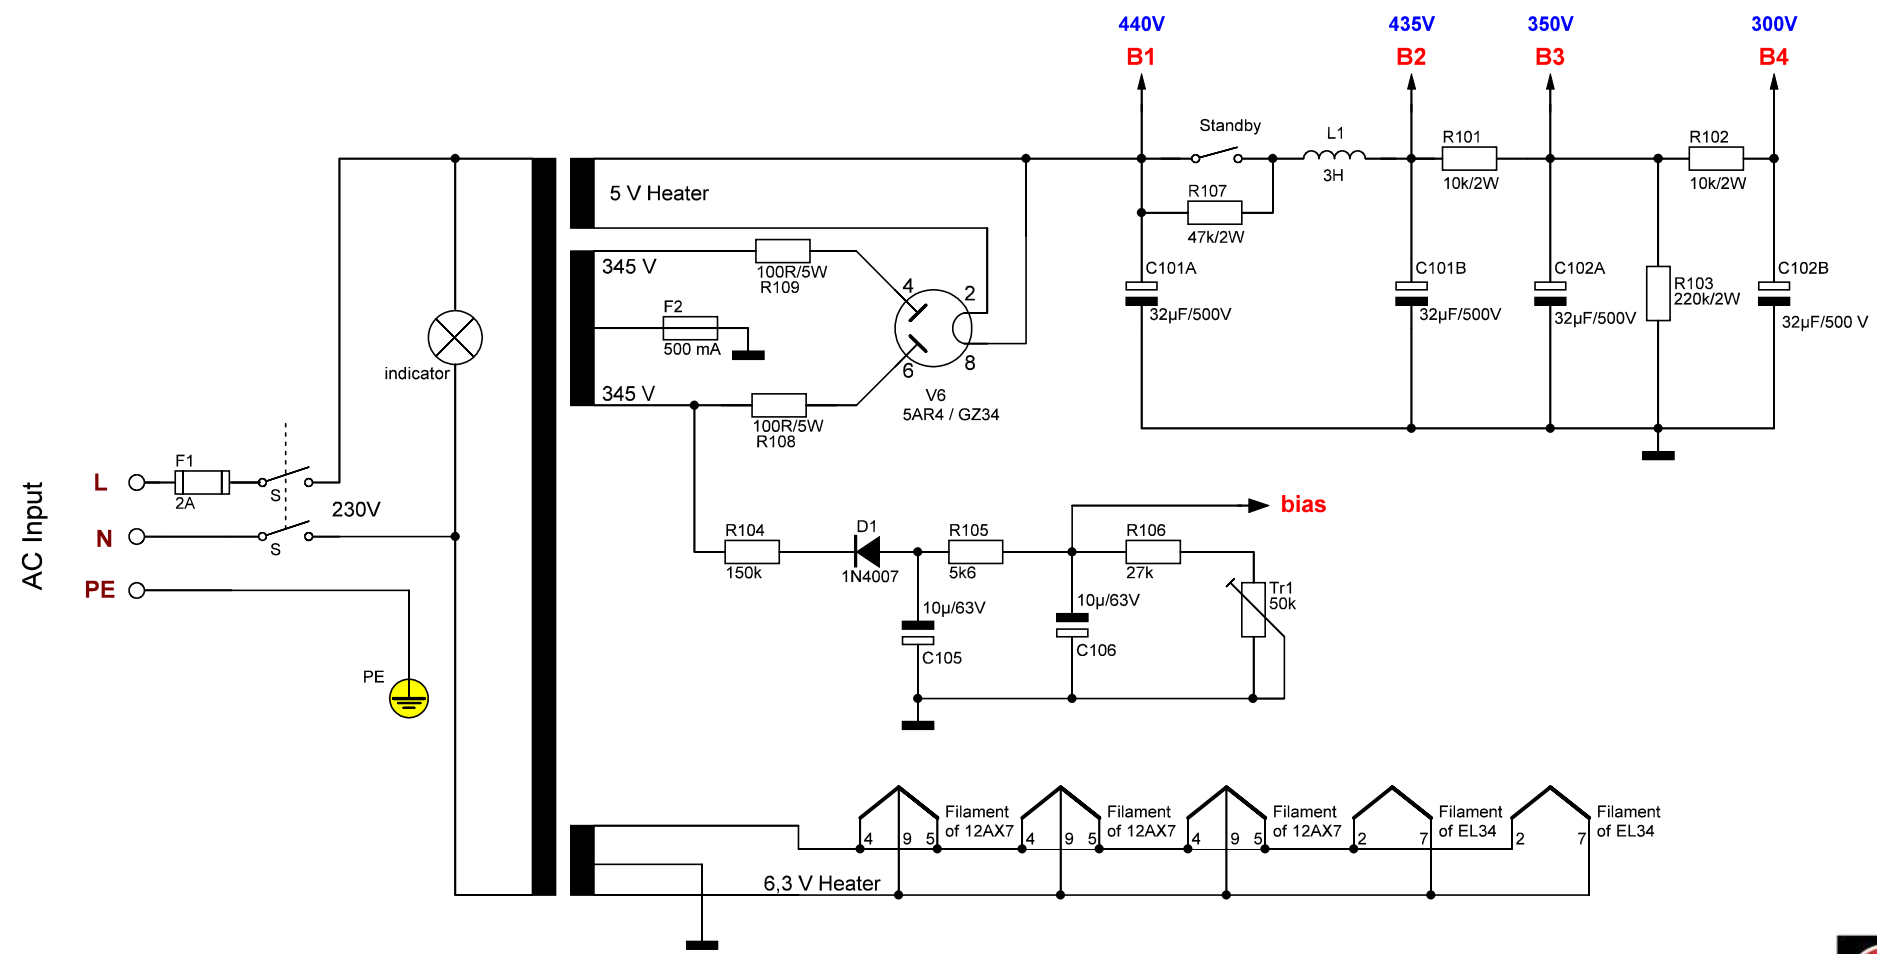 440V
435V
350V
300V
B1
B2
B3
B4
Standby
L1
3H
R101
10k/2W
R102
10k/2W
R107
47k/2W
5 V Heater
345 V
100R/5W
R109
F2
500 mA
345 V
100R/5W
R108
4
2
6
8
V6
5AR4 / GZ34
C101A
32µF/500V
C101B
32µF/500V
C102A
32µF/500V
R103
220k/2W
C102B
32µF/500 V
indicator
AC Input
L
F1
2A
S
230V
N
S
PE
PE
bias
R104
150k
D1
1N4007
R105
5k6
R106
27k
10µ/63V
C105
10µ/63V
C106
Tr1
50k
6,3 V Heater
4
9
5
Filament
of 12AX7
4
9
5
Filament
of 12AX7
4
9
5
Filament
of 12AX7
2
7
Filament
of EL34
2
7
Filament
of EL34